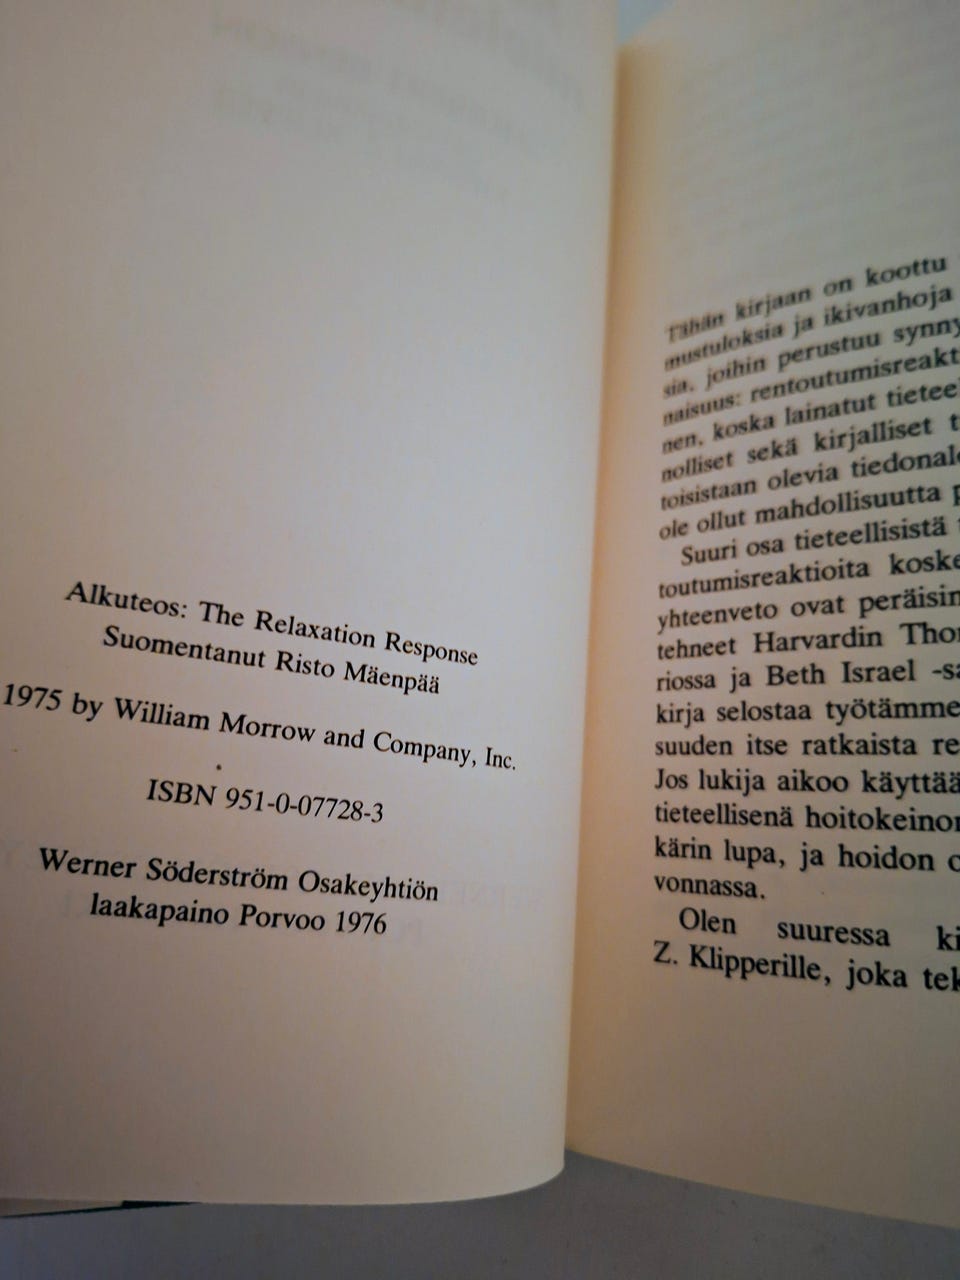 Alkuteos: The Relaxation Response
Suomentanut Risto Mäenpää
1975 by William Morrow and Company, Inc.
ISBN 951-0-07728-3
Werner Söderström Osakeyhtiön
laakapaino Porvoo 1976
Tähän kirjaan on koottu
mustuloksia ja ikivanhoja
sia, joihin perustuu synny
naisuus: rentoutumisreakt
nen, koska lainatut tietee
nolliset sekä kirjalliset t
toisistaan olevia tiedonal
ole ollut mahdollisuutta p
Suuri osa tieteellisistä
toutumisreaktioita koske
yhteenveto ovat peräisin
tehneet Harvardin Tho
riossa ja Beth Israel -sa
kirja selostaa työtämme
suuden itse ratkaista re
Jos lukija aikoo käyttää
tieteellisenä hoitokeino
kärin lupa, ja hoidon o
vonnassa.
Olen suuressa ki
Z. Klipperille, joka tek